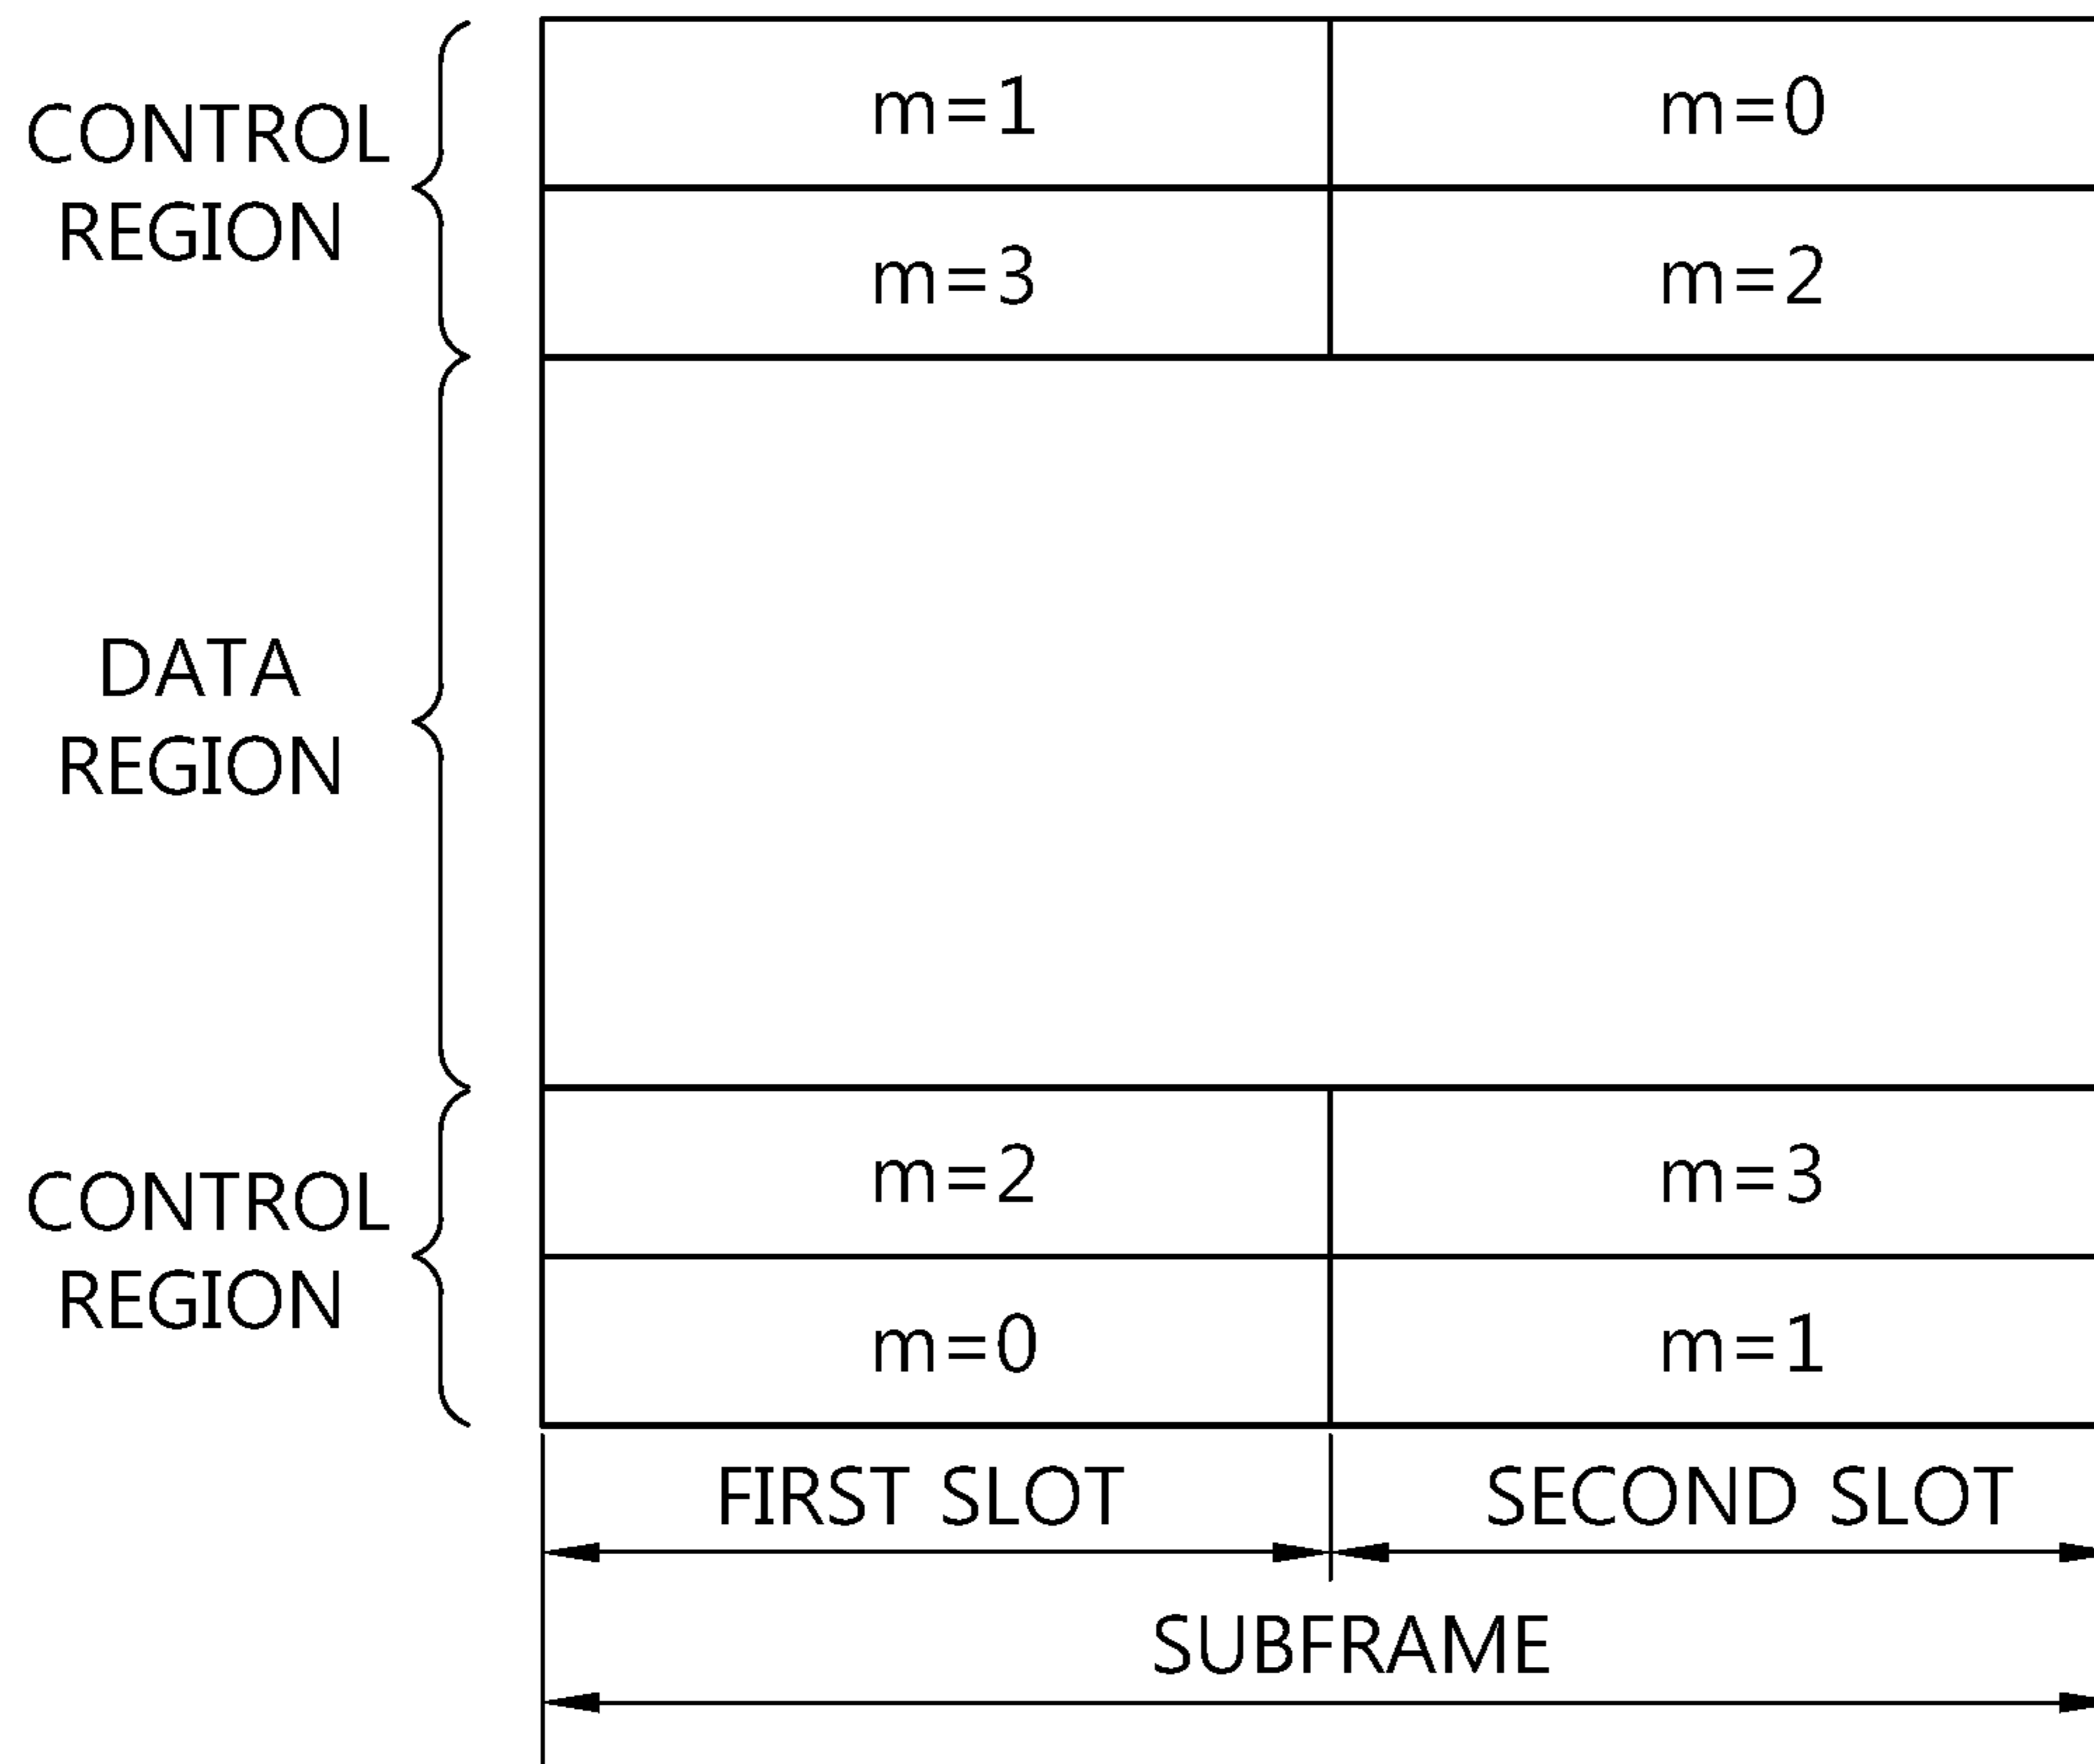 CONTROL
REGION
m=1
m=0
m=3
m=2
DATA
REGION
CONTROL
REGION
m=2
m=3
m=0
m=1
FIRST SLOT
SECOND SLOT
SUBFRAME